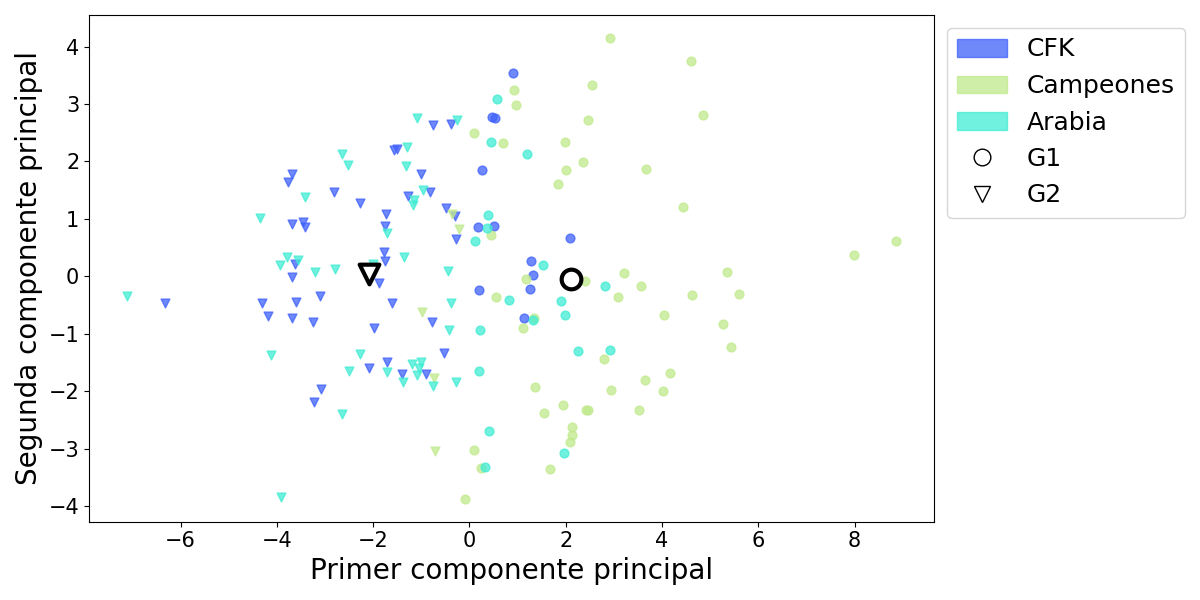 4
3
2
1
0
−1
−2
−3
−4
Segunda componente principal
−6 −4 −2 0 2 4 6 8
Primer componente principal
CFK
Campeones
Arabia
G1
G2